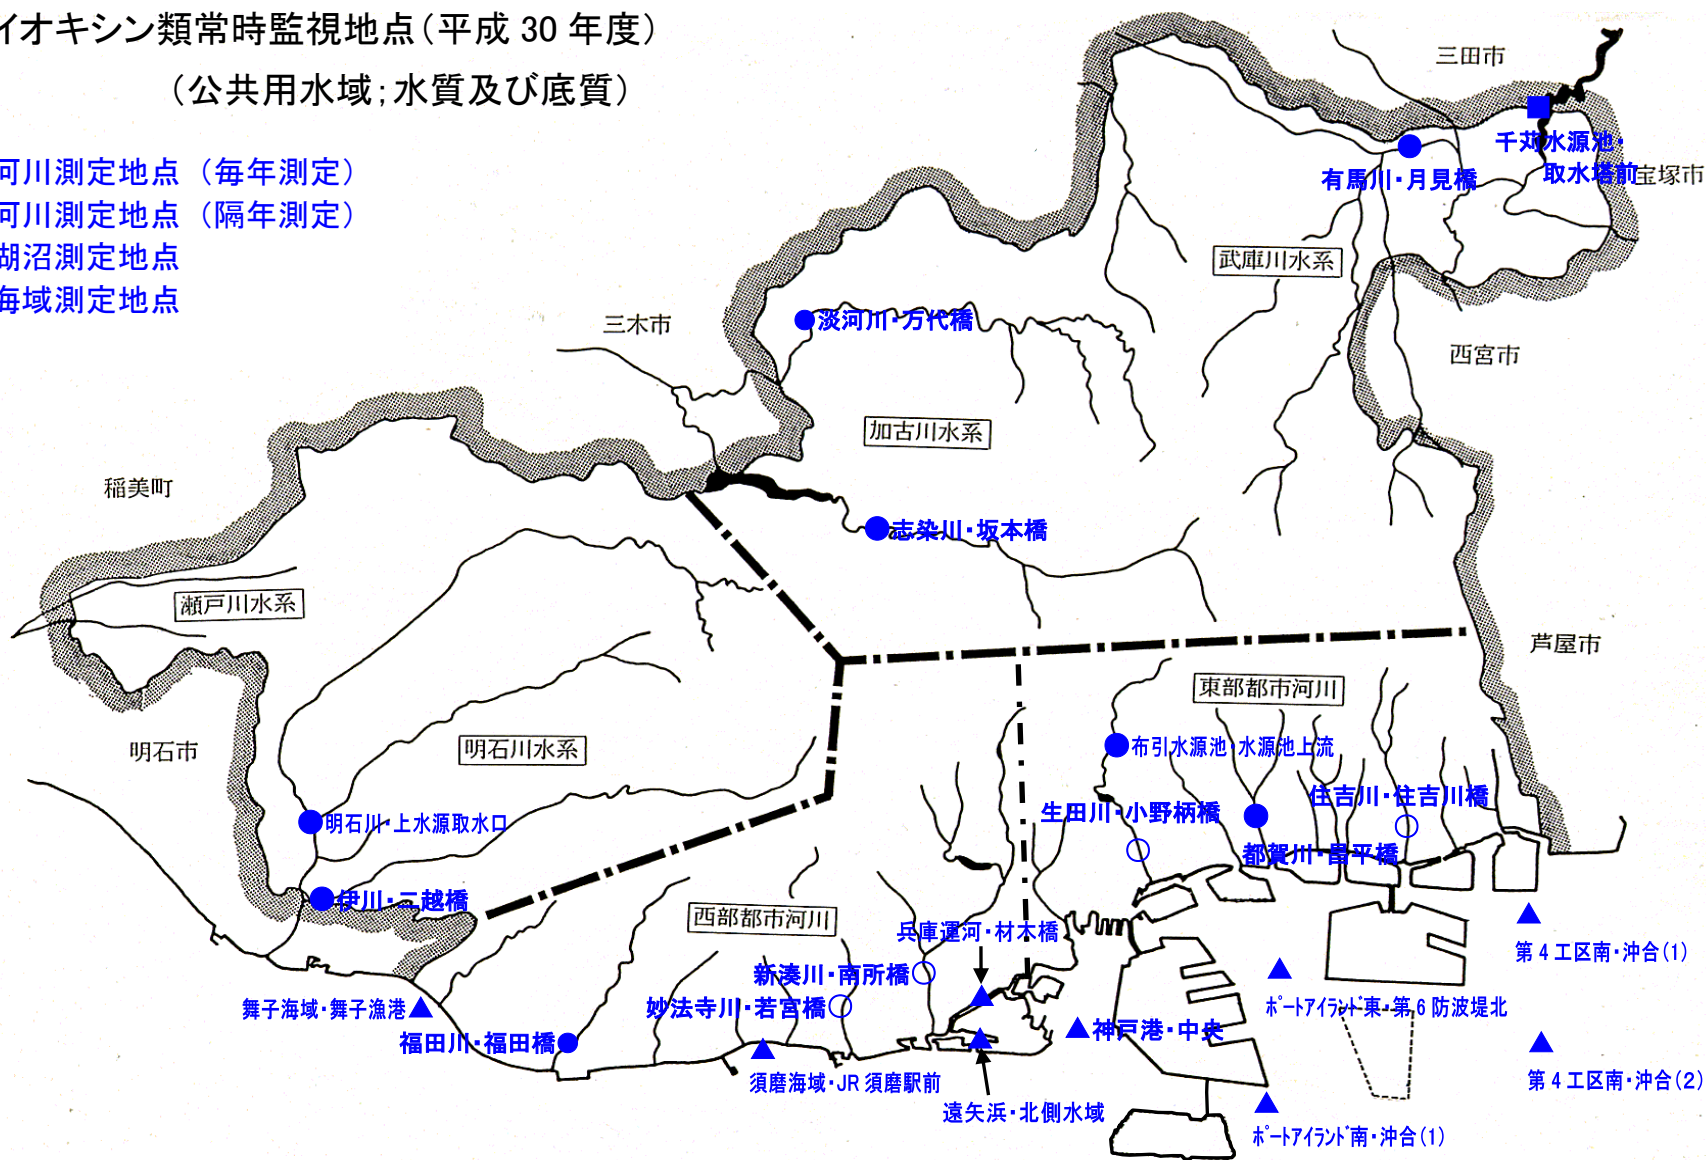 イオキシン類常時監視地点(平成 30 年度)
(公共用水域;水質及び底質)
河川測定地点 (毎年測定)
河川測定地点 (隔年測定)
湖沼測定地点
海域測定地点
三田市
千苅水源池・
取水塔前
宝塚市
有馬川・月見橋
武庫川水系
三木市
淡河川・万代橋
西宮市
加古川水系
稲美町
志染川・坂本橋
瀬戸川水系
芦屋市
東部都市河川
明石市
明石川水系
布引水源池・水源池上流
住吉川・住吉川橋
生田川・小野柄橋
明石川・上水源取水口
都賀川・昌平橋
伊川・二越橋
西部都市河川
兵庫運河・材木橋
第4工区南・沖合(1)
新湊川・南所橋
舞子海域・舞子漁港
妙法寺川・若宮橋
ポートアイランド東・第6防波堤北
神戸港・中央
福田川・福田橋
須磨海域・JR 須磨駅前
第4工区南・沖合(2)
遠矢浜・北側水域
ポートアイランド南・沖合(1)